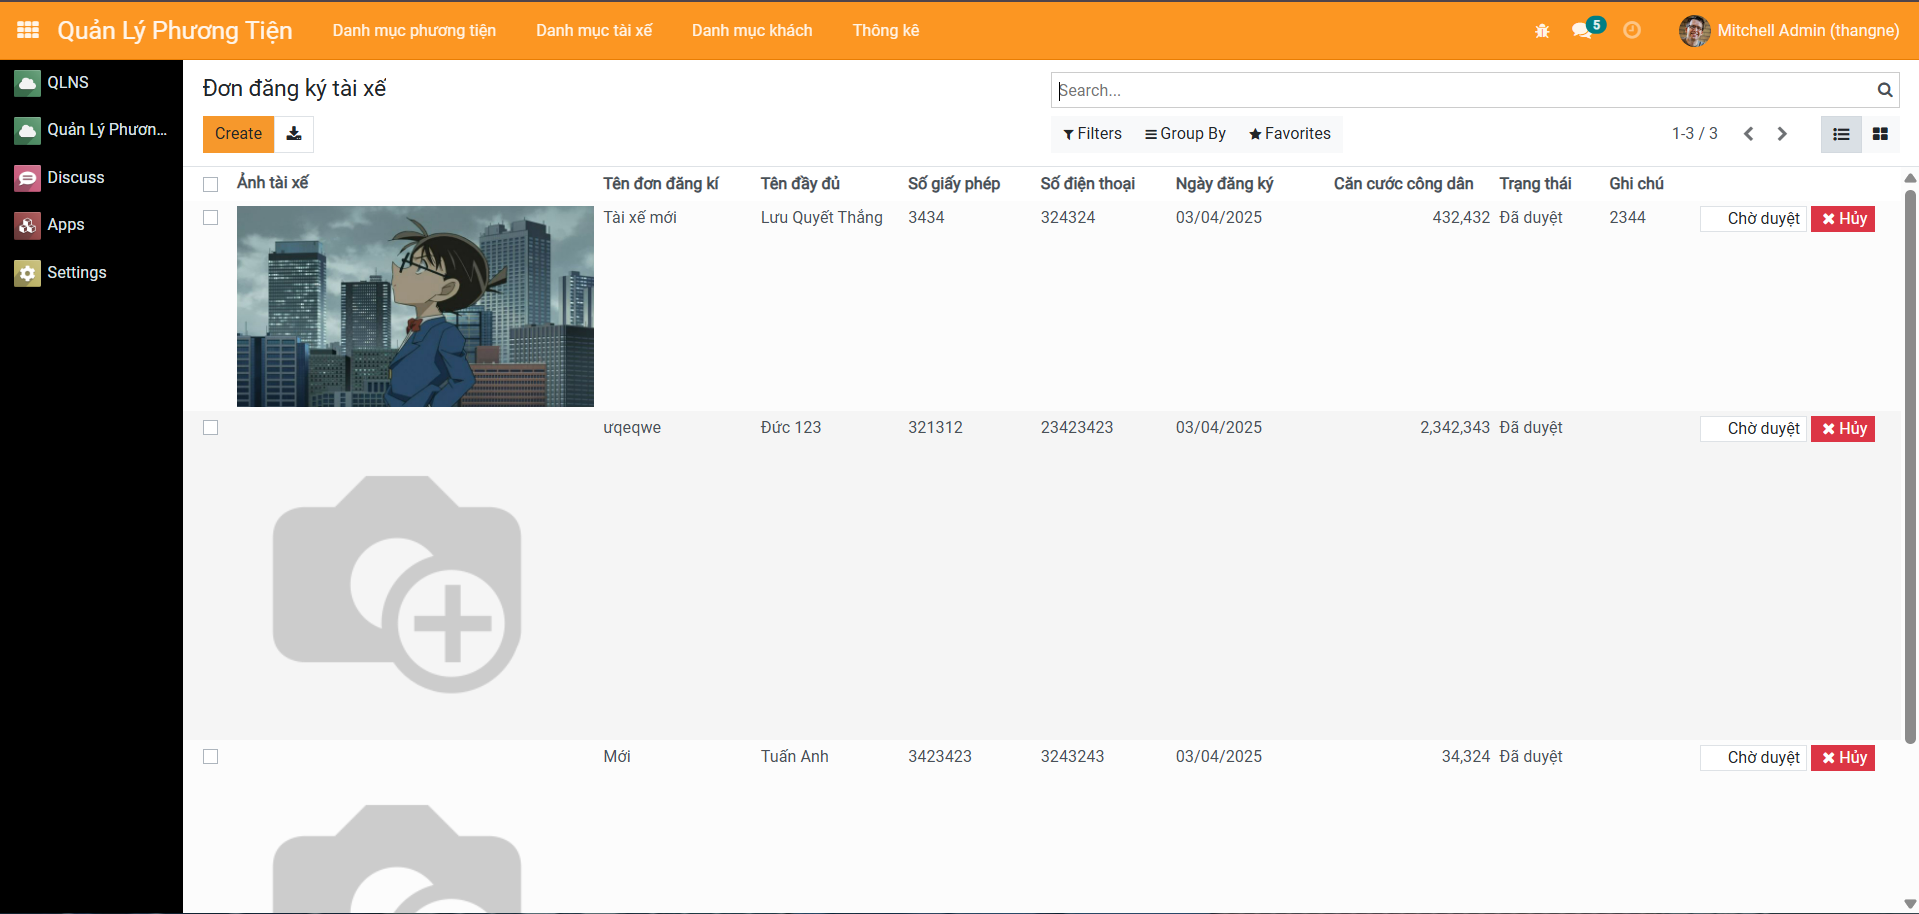 Quản Lý Phương Tiện Danh mục phương tiện Danh mục tài xế Danh mục khách Thông kê 5 Mitchell Admin (thangne)
QLNS
Quản Lý Phươn...
Discuss
Apps
Settings
Đơn đăng ký tài xế
Search...
Create
Filters Group By Favorites 1-3 / 3
Ảnh tài xế Tên đơn đăng kí Tên đầy đủ Số giấy phép Số điện thoại Ngày đăng ký Căn cước công dân Trạng thái Ghi chú
Tài xế mới Lưu Quyết Thắng 3434 324324 03/04/2025 432,432 Đã duyệt 2344 Chờ duyệt Hủy
ưqeqwe Đức 123 321312 23423423 03/04/2025 2,342,343 Đã duyệt Chờ duyệt Hủy
Mới Tuấn Anh 3423423 3243243 03/04/2025 34,324 Đã duyệt Chờ duyệt Hủy